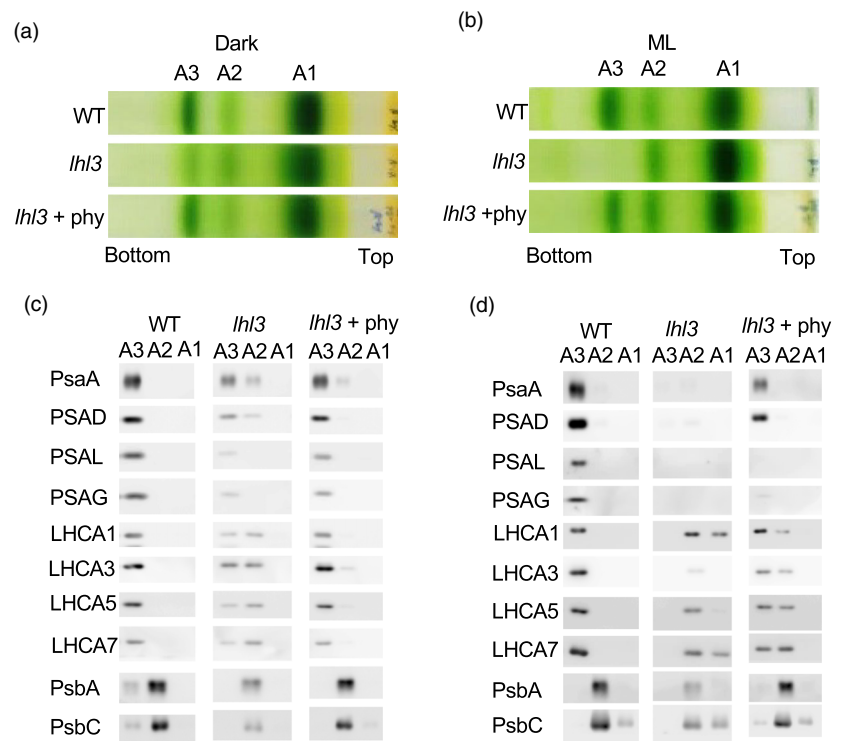 (a)
Dark
A3 A2 A1
WT
lhl3
lhl3 + phy
Bottom Top
(b)
ML
A3 A2 A1
WT
lhl3
lhl3 +phy
Bottom Top
(c)
WT lhl3 lhl3 + phy
A3 A2 A1 A3 A2 A1 A3 A2 A1
PsaA
PSAD
PSAL
PSAG
LHCA1
LHCA3
LHCA5
LHCA7
PsbA
PsbC
(d)
WT lhl3 lhl3 + phy
A3 A2 A1 A3 A2 A1 A3 A2 A1
PsaA
PSAD
PSAL
PSAG
LHCA1
LHCA3
LHCA5
LHCA7
PsbA
PsbC